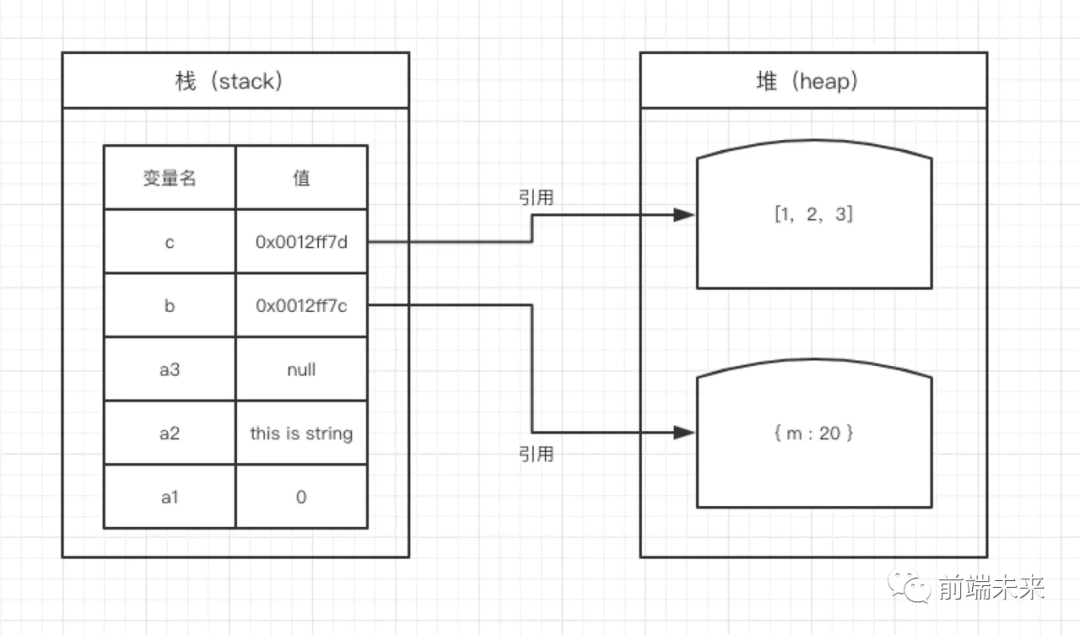 栈（stack）
堆（heap）
变量名 值
c 0x0012ff7d
b 0x0012ff7c
a3 null
a2 this is string
a1 0
引用
引用
[1，2，3]
{ m : 20 }
前端未来